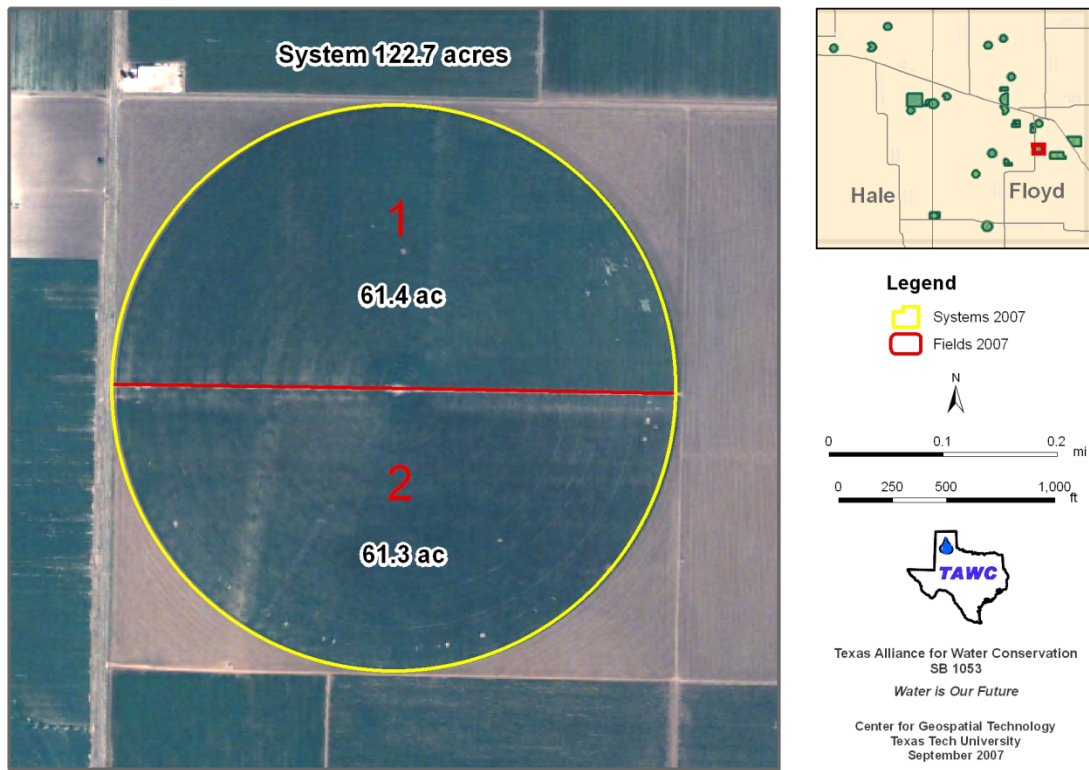 System 122.7 acres
1
61.4 ac
2
61.3 ac
Hale
Floyd
Legend
Systems 2007
Fields 2007
N
0 0.1 0.2
mi
0 250 500 1,000
ft
TAWC
Texas Alliance for Water Conservation
SB 1053
Water is Our Future
Center for Geospatial Technology
Texas Tech University
September 2007